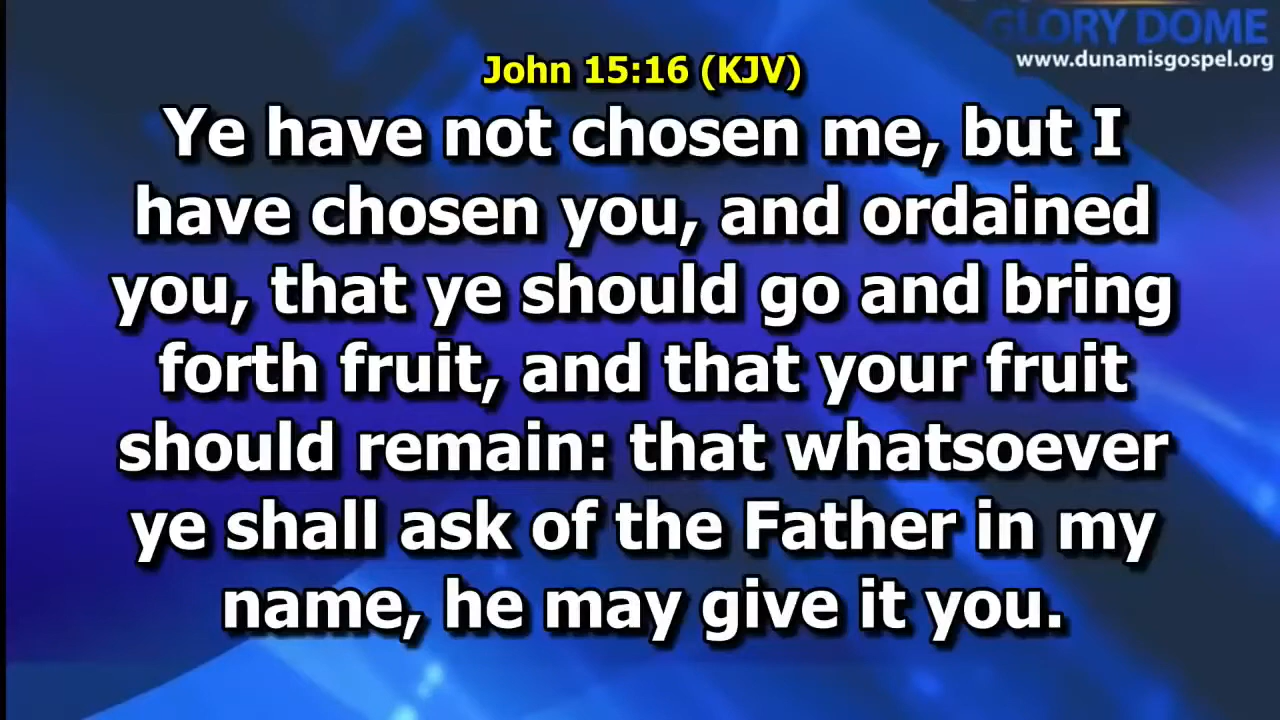 GLORY DOME
www.dunamisgospel.org
John 15:16 (KJV)
Ye have not chosen me, but I
have chosen you, and ordained
you, that ye should go and bring
forth fruit, and that your fruit
should remain: that whatsoever
ye shall ask of the Father in my
name, he may give it you.